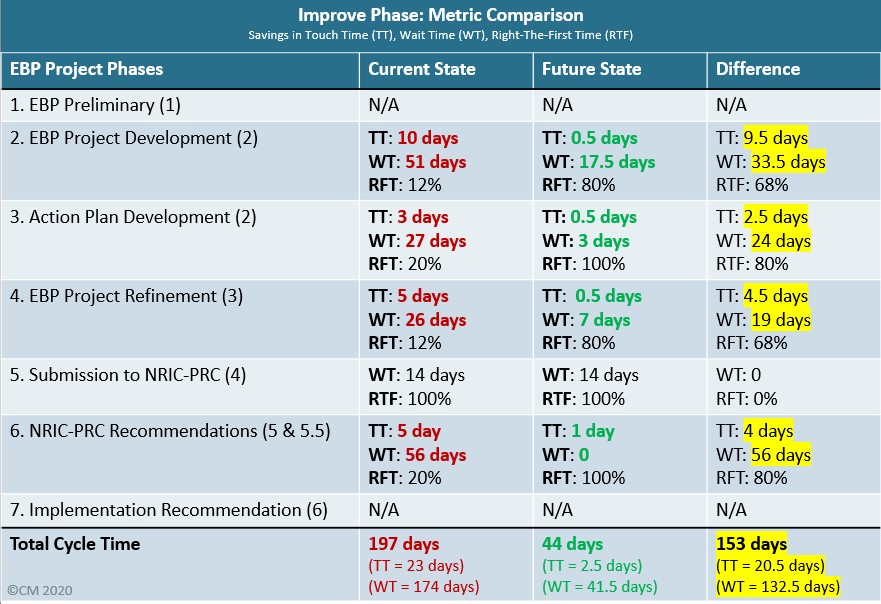 Improve Phase: Metric Comparison
Savings in Touch Time (TT), Wait Time (WT), Right-The-First Time (RTF)
EBP Project Phases Current State Future State Difference
1. EBP Preliminary (1) N/A N/A N/A
2. EBP Project Development (2) TT: 10 days TT: 0.5 days TT: 9.5 days
WT: 51 days WT: 17.5 days WT: 33.5 days
RFT: 12% RFT: 80% RTF: 68%
3. Action Plan Development (2) TT: 3 days TT: 0.5 days TT: 2.5 days
WT: 27 days WT: 3 days WT: 24 days
RFT: 20% RFT: 100% RTF: 80%
4. EBP Project Refinement (3) TT: 5 days TT: 0.5 days TT: 4.5 days
WT: 26 days WT: 7 days WT: 19 days
RFT: 12% RFT: 80% RFT: 68%
5. Submission to NRIC-PRC (4) WT: 14 days WT: 14 days WT: 0
RTF: 100% RTF: 100% RFT: 0%
6. NRIC-PRC Recommendations (5 & 5.5) TT: 5 day TT: 1 day TT: 4 days
WT: 56 days WT: 0 WT: 56 days
RFT: 20% RFT: 100% RFT: 80%
7. Implementation Recommendation (6) N/A N/A N/A
Total Cycle Time 197 days 44 days 153 days
(TT = 23 days) (TT = 2.5 days) (TT = 20.5 days)
©CM 2020 (WT = 174 days) (WT = 41.5 days) (WT = 132.5 days)